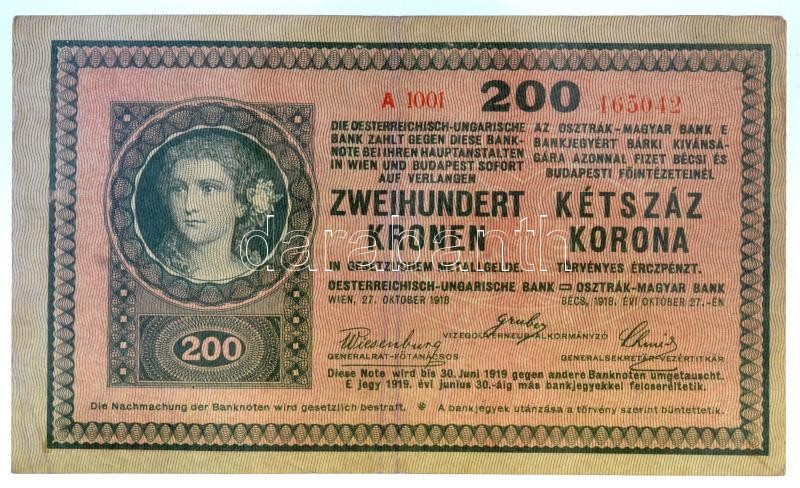 A 1001 200 165042
DIE OESTERREICHISCH-UNGARISCHE
BANK ZAHLT GEGEN DIESE BANK-
NOTE BEI IHREN HAUPTANSTALTEN
IN WIEN UND BUDAPEST SOFORT
AUF VERLANGEN
AZ OSZTRÁK-MAGYAR BANK E
BANKJEGYÉRT BÁRKI KIVÁNSÁ-
GÁRA AZONNAL FIZET BÉCSI ÉS
BUDAPESTI FŐINTÉZETEINÉL
ZWEIHUNDERT
KRONEN
KÉTSZÁZ
KORONA
IN GESETZLICHEM METALLGELDE.
TÖRVÉNYES ÉRCZPÉNZT.
OESTERREICHISCH-UNGARISCHE BANK
OSZTRÁK-MAGYAR BANK
WIEN, 27. OKTOBER 1918
BÉCS, 1918. ÉVI OKTOBER 27.-ÉN
darabanth
Wiesenburg
GENERALRAT-FŐTANÁCSOS
Gruber
VIZEGOUVERNEUR ALKORMÁNYZÓ
GENERALSEKRETÄR-VEZÉRTITKÁR
200
Diese Note wird bis 30. Juni 1919 gegen andere Banknoten umgetauscht.
E jegy 1919. évi junius 30.-áig más bankjegyekkel felcseréltetik.
Die Nachmachung der Banknoten wird gesetzlich bestraft. A bankjegyek utánzása a törvény szerint büntettetik.